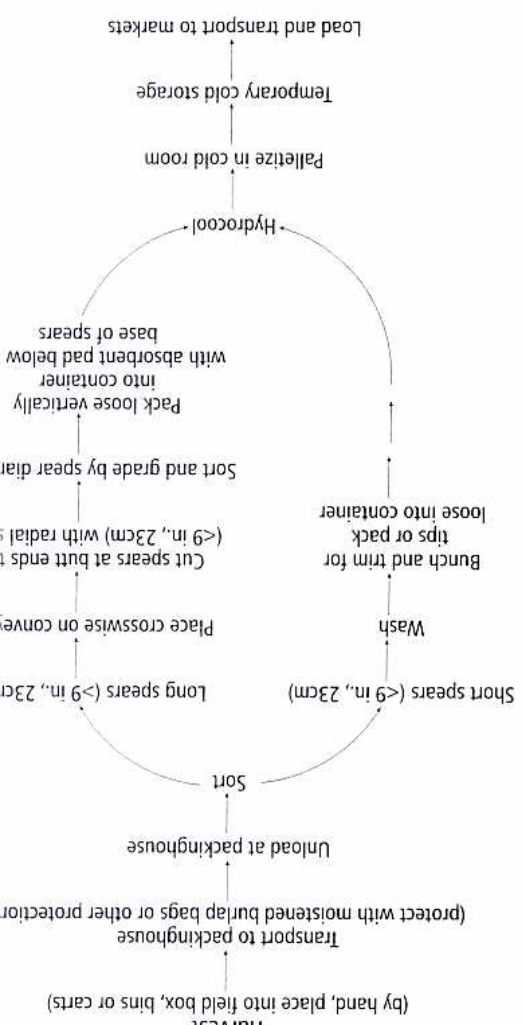 Harvest
(by hand, place into field box, bins or carts)
Transport to packinghouse
(protect with moistened burlap bags or other protection
Unload at packinghouse
Sort
Short spears (<9 in., 23cm)
Wash
Bunch and trim for
tips or pack
loose into container
Long spears (>9 in., 23c
Place crosswise on convey
Cut spears at butt ends
(<9 in., 23cm) with radial
Sort and grade by spear
Pack loose vertically
into container
with absorbent pad below
base of spears
Hydrocool
Palletize in cold room
Temporary cold storage
Load and transport to markets